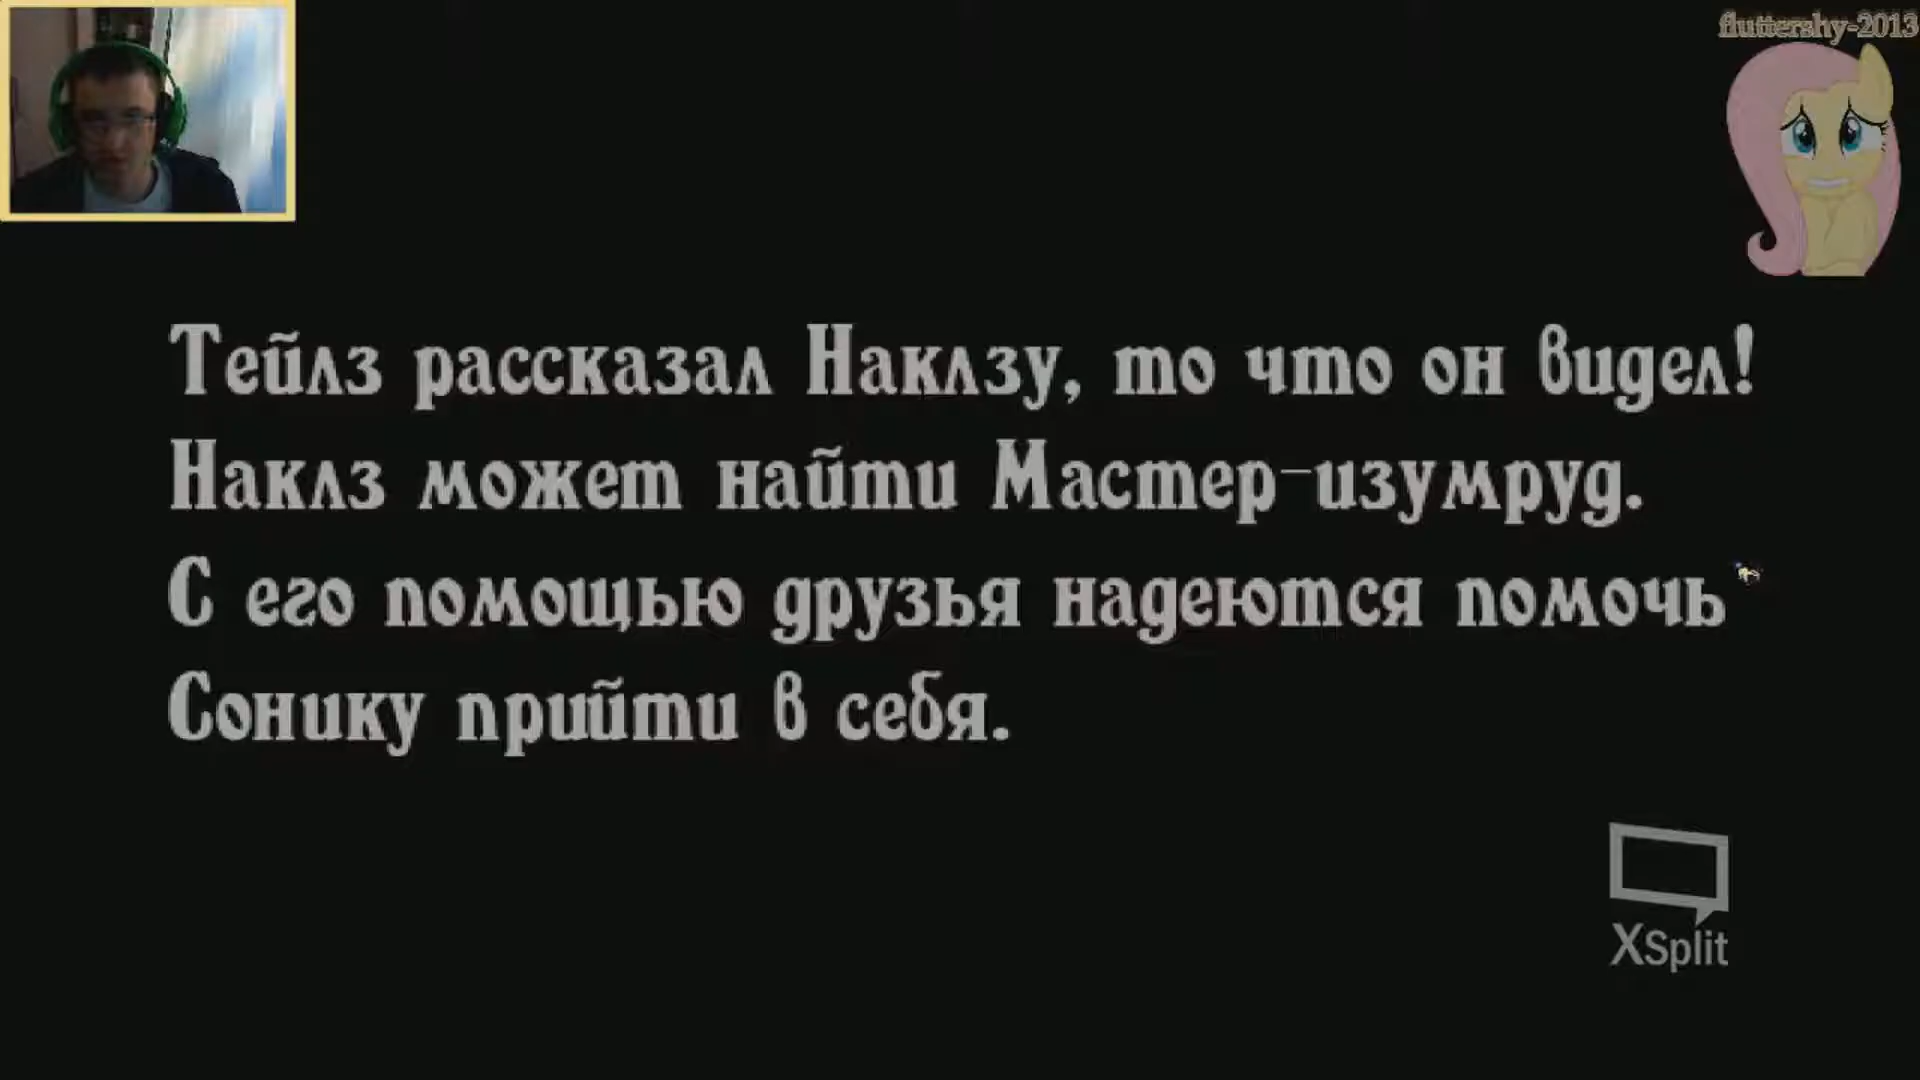 fluttershy-2013
Тейлз рассказал Наклзу, то что он видел!
Наклз может найти Мастер-изумруд.
С его помощью друзья надеются помочь
Сонику прийти в себя.
XSplit